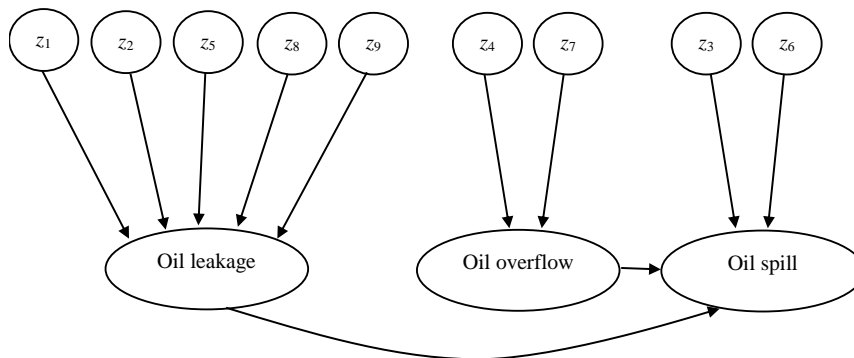 z1 z2 z5 z8 z9 z4 z7 z3 z6
Oil leakage Oil overflow Oil spill